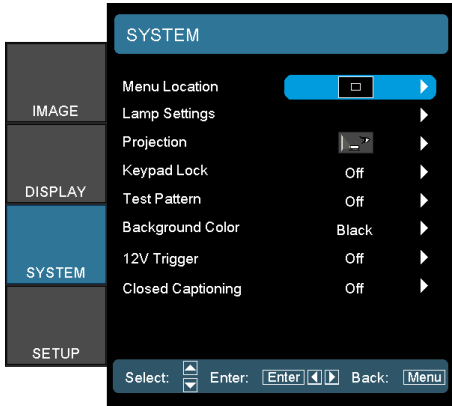 SYSTEM
IMAGE
DISPLAY
SYSTEM
SETUP
Menu Location
Lamp Settings
Projection
Keypad Lock Off
Test Pattern Off
Background Color Black
12V Trigger Off
Closed Captioning Off
Select: Enter: Enter Back: Menu